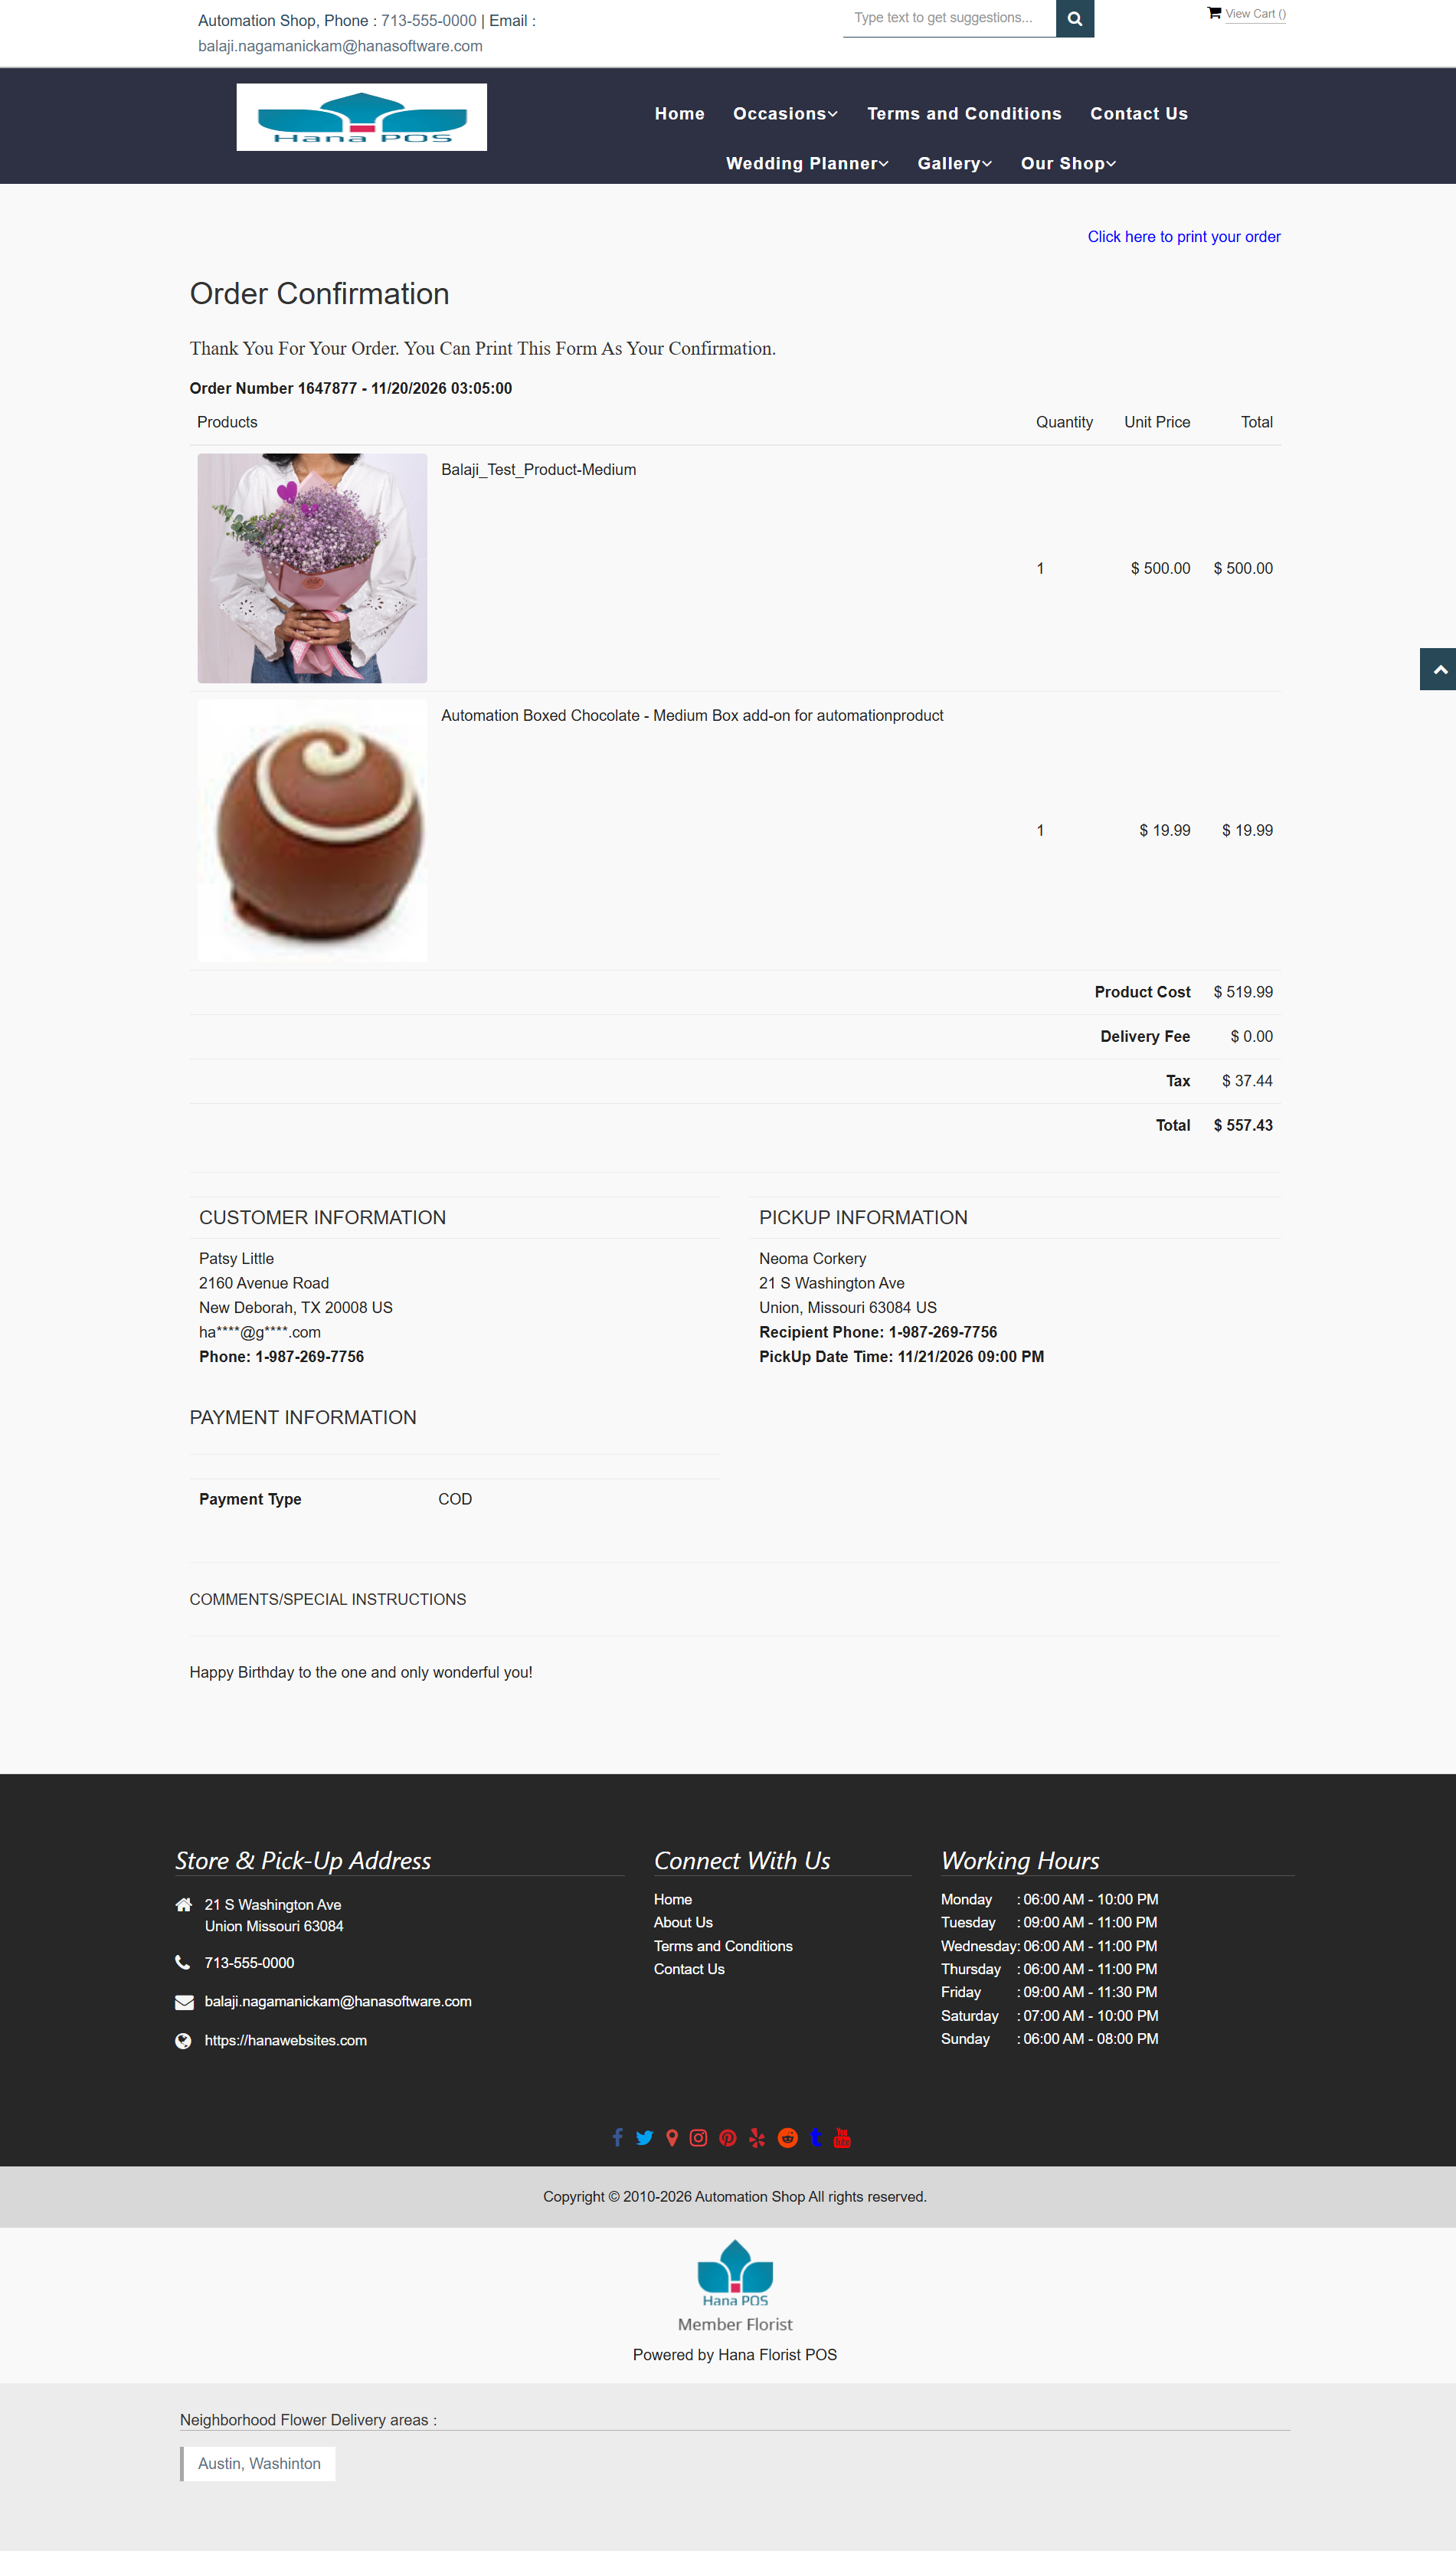 Automation Shop, Phone : 713-555-0000 | Email :
balaji.nagamanickam@hanasoftware.com
Type text to get suggestions...
View Cart ()
Hana POS
Home Occasions Terms and Conditions Contact Us
Wedding Planner Gallery Our Shop
Click here to print your order
Order Confirmation
Thank You For Your Order. You Can Print This Form As Your Confirmation.
Order Number 1647877 - 11/20/2026 03:05:00
Products Quantity Unit Price Total
Balaji_Test_Product-Medium
1 $ 500.00 $ 500.00
Automation Boxed Chocolate - Medium Box add-on for automationproduct
1 $ 19.99 $ 19.99
Product Cost $ 519.99
Delivery Fee $ 0.00
Tax $ 37.44
Total $ 557.43
CUSTOMER INFORMATION
Patsy Little
2160 Avenue Road
New Deborah, TX 20008 US
ha****@g****.com
Phone: 1-987-269-7756
PICKUP INFORMATION
Neoma Corkery
21 S Washington Ave
Union, Missouri 63084 US
Recipient Phone: 1-987-269-7756
PickUp Date Time: 11/21/2026 09:00 PM
PAYMENT INFORMATION
Payment Type COD
COMMENTS/SPECIAL INSTRUCTIONS
Happy Birthday to the one and only wonderful you!
Store & Pick-Up Address
21 S Washington Ave
Union Missouri 63084
713-555-0000
balaji.nagamanickam@hanasoftware.com
https://hanawebsites.com
Connect With Us
Home
About Us
Terms and Conditions
Contact Us
Working Hours
Monday : 06:00 AM - 10:00 PM
Tuesday : 09:00 AM - 11:00 PM
Wednesday: 06:00 AM - 11:00 PM
Thursday : 06:00 AM - 11:00 PM
Friday : 09:00 AM - 11:30 PM
Saturday : 07:00 AM - 10:00 PM
Sunday : 06:00 AM - 08:00 PM
Copyright © 2010-2026 Automation Shop All rights reserved.
Hana POS
Member Florist
Powered by Hana Florist POS
Neighborhood Flower Delivery areas :
Austin, Washinton